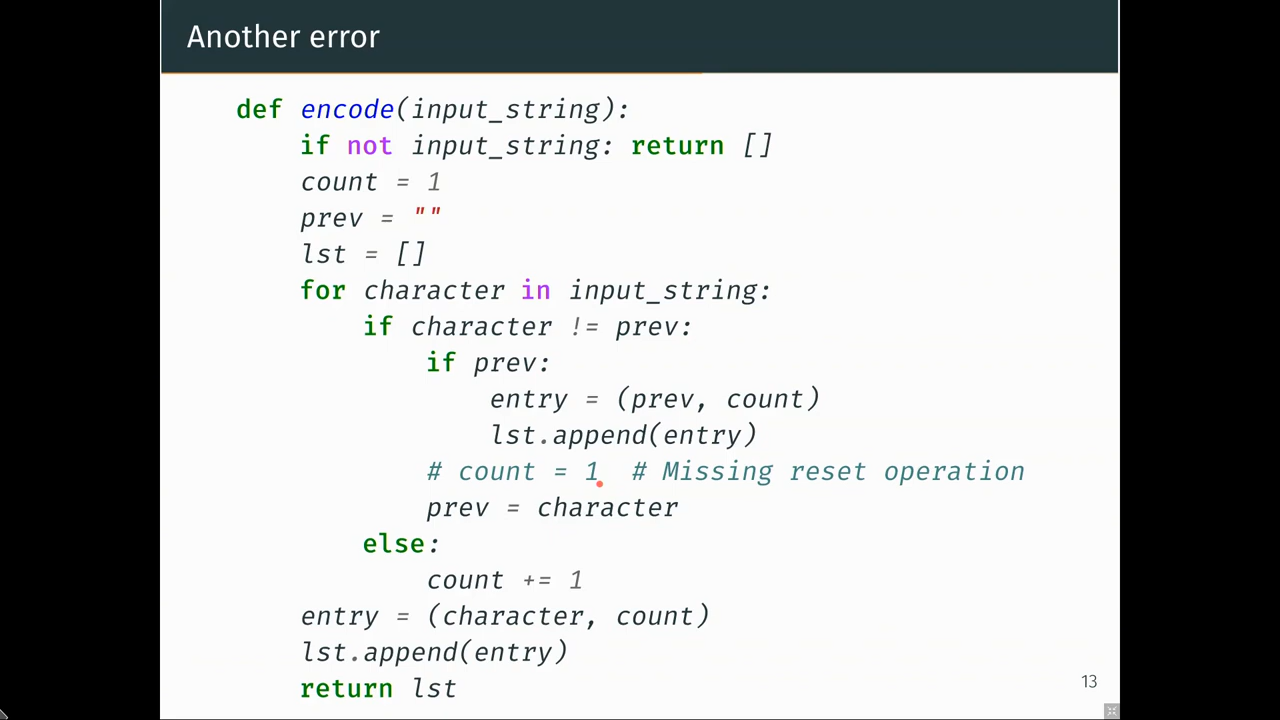 Another error
def encode(input_string):
    if not input_string: return []
    count = 1
    prev = ""
    lst = []
    for character in input_string:
        if character != prev:
            if prev:
                entry = (prev, count)
                lst.append(entry)
            # count = 1  # Missing reset operation
            prev = character
        else:
            count += 1
    entry = (character, count)
    lst.append(entry)
    return lst
13